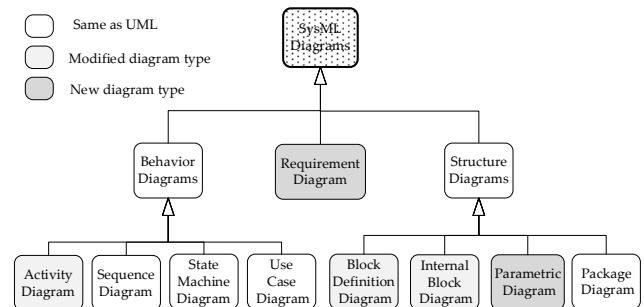 Same as UML
Modified diagram type
New diagram type
SysML
Diagrams
Behavior
Diagrams
Requirement
Diagram
Structure
Diagrams
Activity
Diagram
Sequence
Diagram
State
Machine
Diagram
Use
Case
Diagram
Block
Definition
Diagram
Internal
Block
Diagram
Parametric
Diagram
Package
Diagram